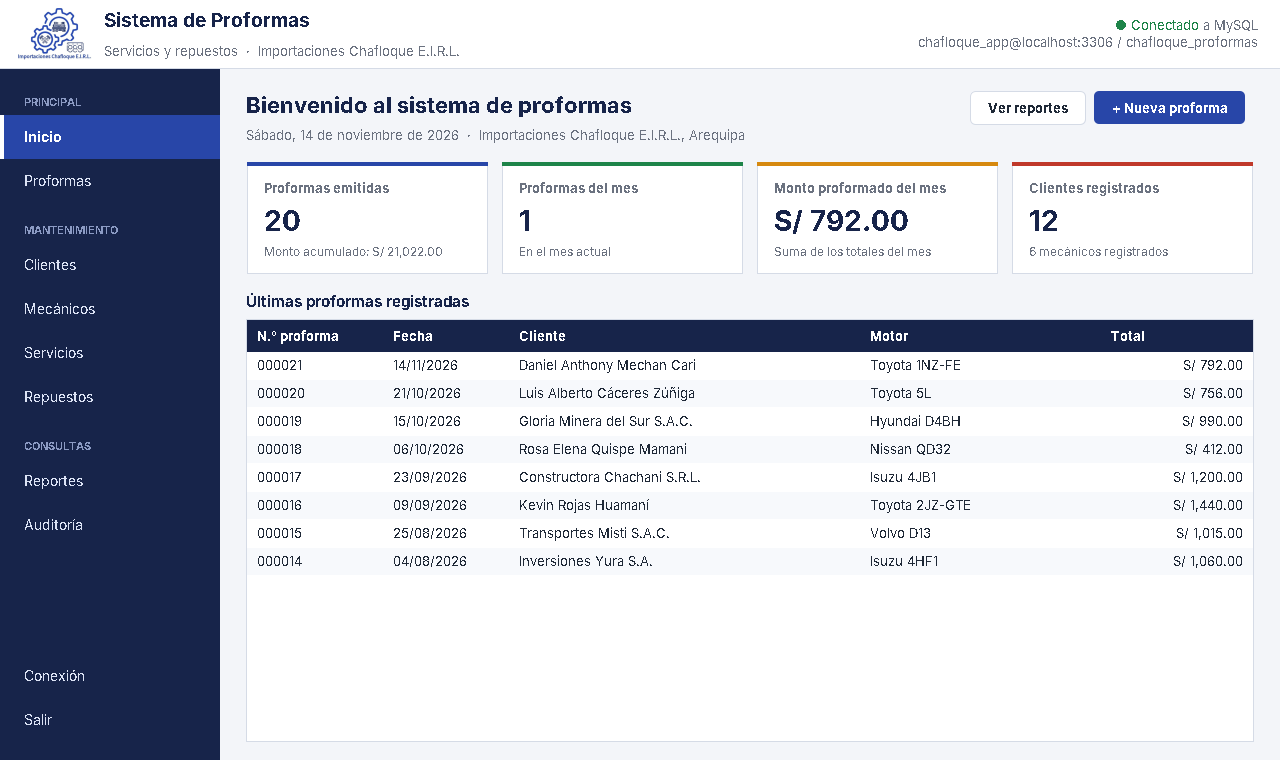 Importaciones Chafloque E.I.R.L.
Sistema de Proformas
Servicios y repuestos · Importaciones Chafloque E.I.R.L.
Conectado a MySQL
chafloque_app@localhost:3306 / chafloque_proformas
PRINCIPAL
Inicio
Proformas
MANTENIMIENTO
Clientes
Mecánicos
Servicios
Repuestos
CONSULTAS
Reportes
Auditoría
Conexión
Salir
Bienvenido al sistema de proformas
Sábado, 14 de noviembre de 2026 · Importaciones Chafloque E.I.R.L., Arequipa
Ver reportes
+ Nueva proforma
Proformas emitidas
20
Monto acumulado: S/ 21,022.00
Proformas del mes
1
En el mes actual
Monto proformado del mes
S/ 792.00
Suma de los totales del mes
Clientes registrados
12
6 mecánicos registrados
Últimas proformas registradas
N.º proforma Fecha Cliente Motor Total
000021 14/11/2026 Daniel Anthony Mechan Cari Toyota 1NZ-FE S/ 792.00
000020 21/10/2026 Luis Alberto Cáceres Zúñiga Toyota 5L S/ 756.00
000019 15/10/2026 Gloria Minera del Sur S.A.C. Hyundai D4BH S/ 990.00
000018 06/10/2026 Rosa Elena Quispe Mamani Nissan QD32 S/ 412.00
000017 23/09/2026 Constructora Chachani S.R.L. Isuzu 4JB1 S/ 1,200.00
000016 09/09/2026 Kevin Rojas Huamaní Toyota 2JZ-GTE S/ 1,440.00
000015 25/08/2026 Transportes Misti S.A.C. Volvo D13 S/ 1,015.00
000014 04/08/2026 Inversiones Yura S.A. Isuzu 4HF1 S/ 1,060.00